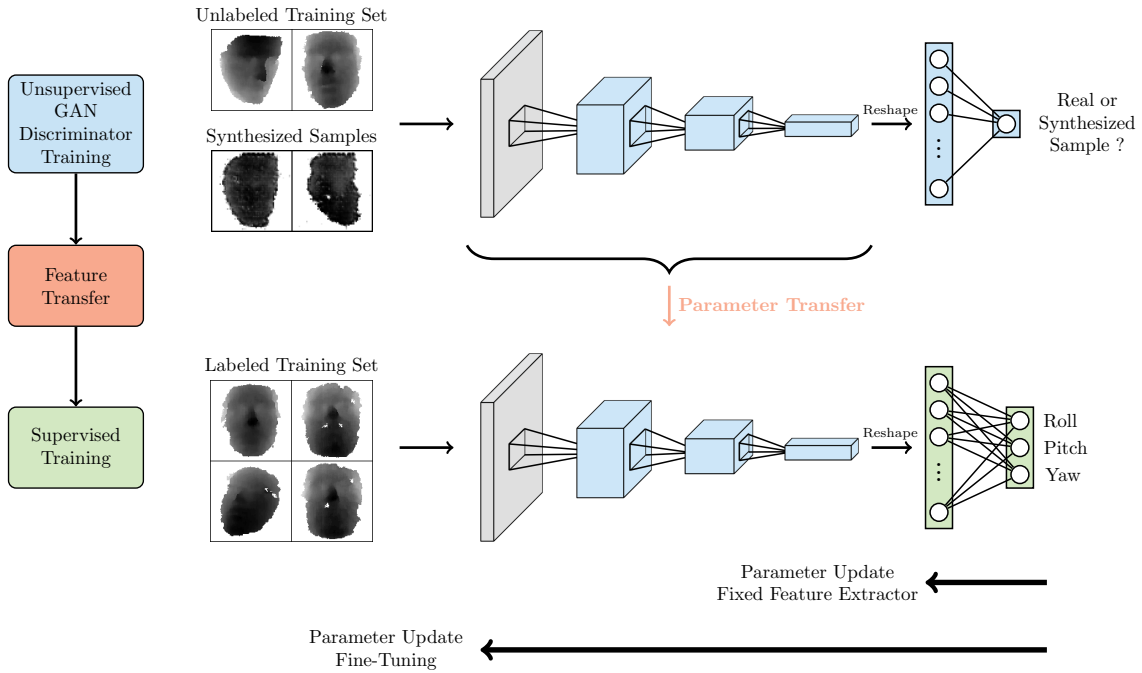 Unsupervised
GAN
Discriminator
Training
Feature
Transfer
Supervised
Training
Unlabeled Training Set
Synthesized Samples
Reshape
Real or
Synthesized
Sample ?
Parameter Transfer
Labeled Training Set
Reshape
Roll
Pitch
Yaw
Parameter Update
Fixed Feature Extractor
Parameter Update
Fine-Tuning